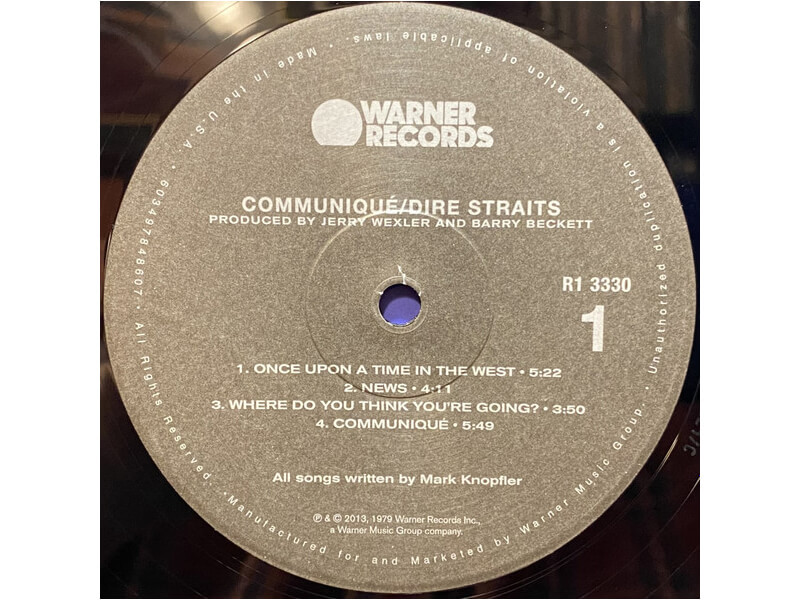 WARNER
RECORDS
COMMUNIQUÉ/DIRE STRAITS
PRODUCED BY JERRY WEXLER AND BARRY BECKETT
R1 3330
1
1. ONCE UPON A TIME IN THE WEST • 5:22
2. NEWS • 4:11
3. WHERE DO YOU THINK YOU'RE GOING? • 3:50
4. COMMUNIQUÉ • 5:49
All songs written by Mark Knopfler
℗ & © 2013, 1979 Warner Records Inc.,
a Warner Music Group company.
• Made in the U.S.A. • 603497848607 • All Rights Reserved. • Manufactured for and Marketed by Warner Music Group. • Unauthorized duplication is a violation of applicable laws.